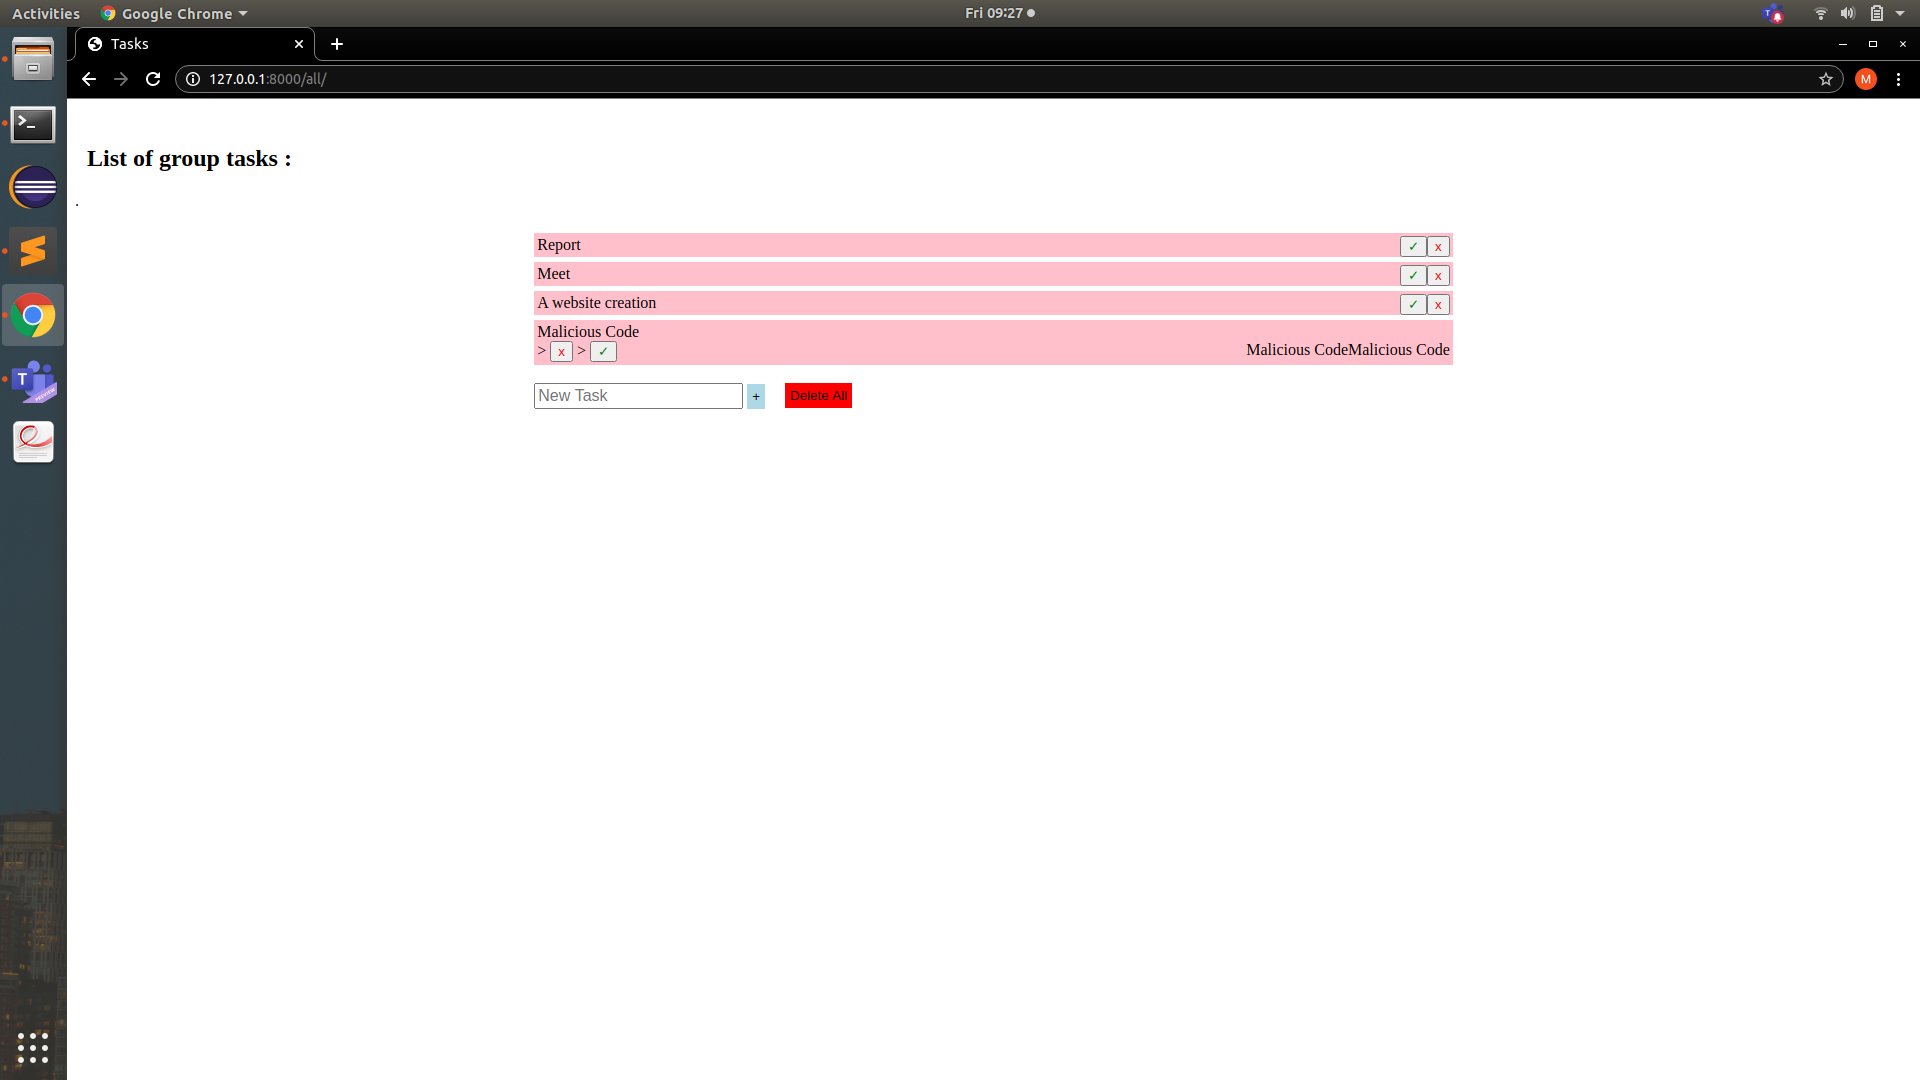 Activities Google Chrome Fri 09:27
Tasks
127.0.0.1:8000/all/ M
List of group tasks :
.
Report ✓ x
Meet ✓ x
A website creation ✓ x
Malicious Code
> x > ✓ Malicious CodeMalicious Code
New Task + Delete All